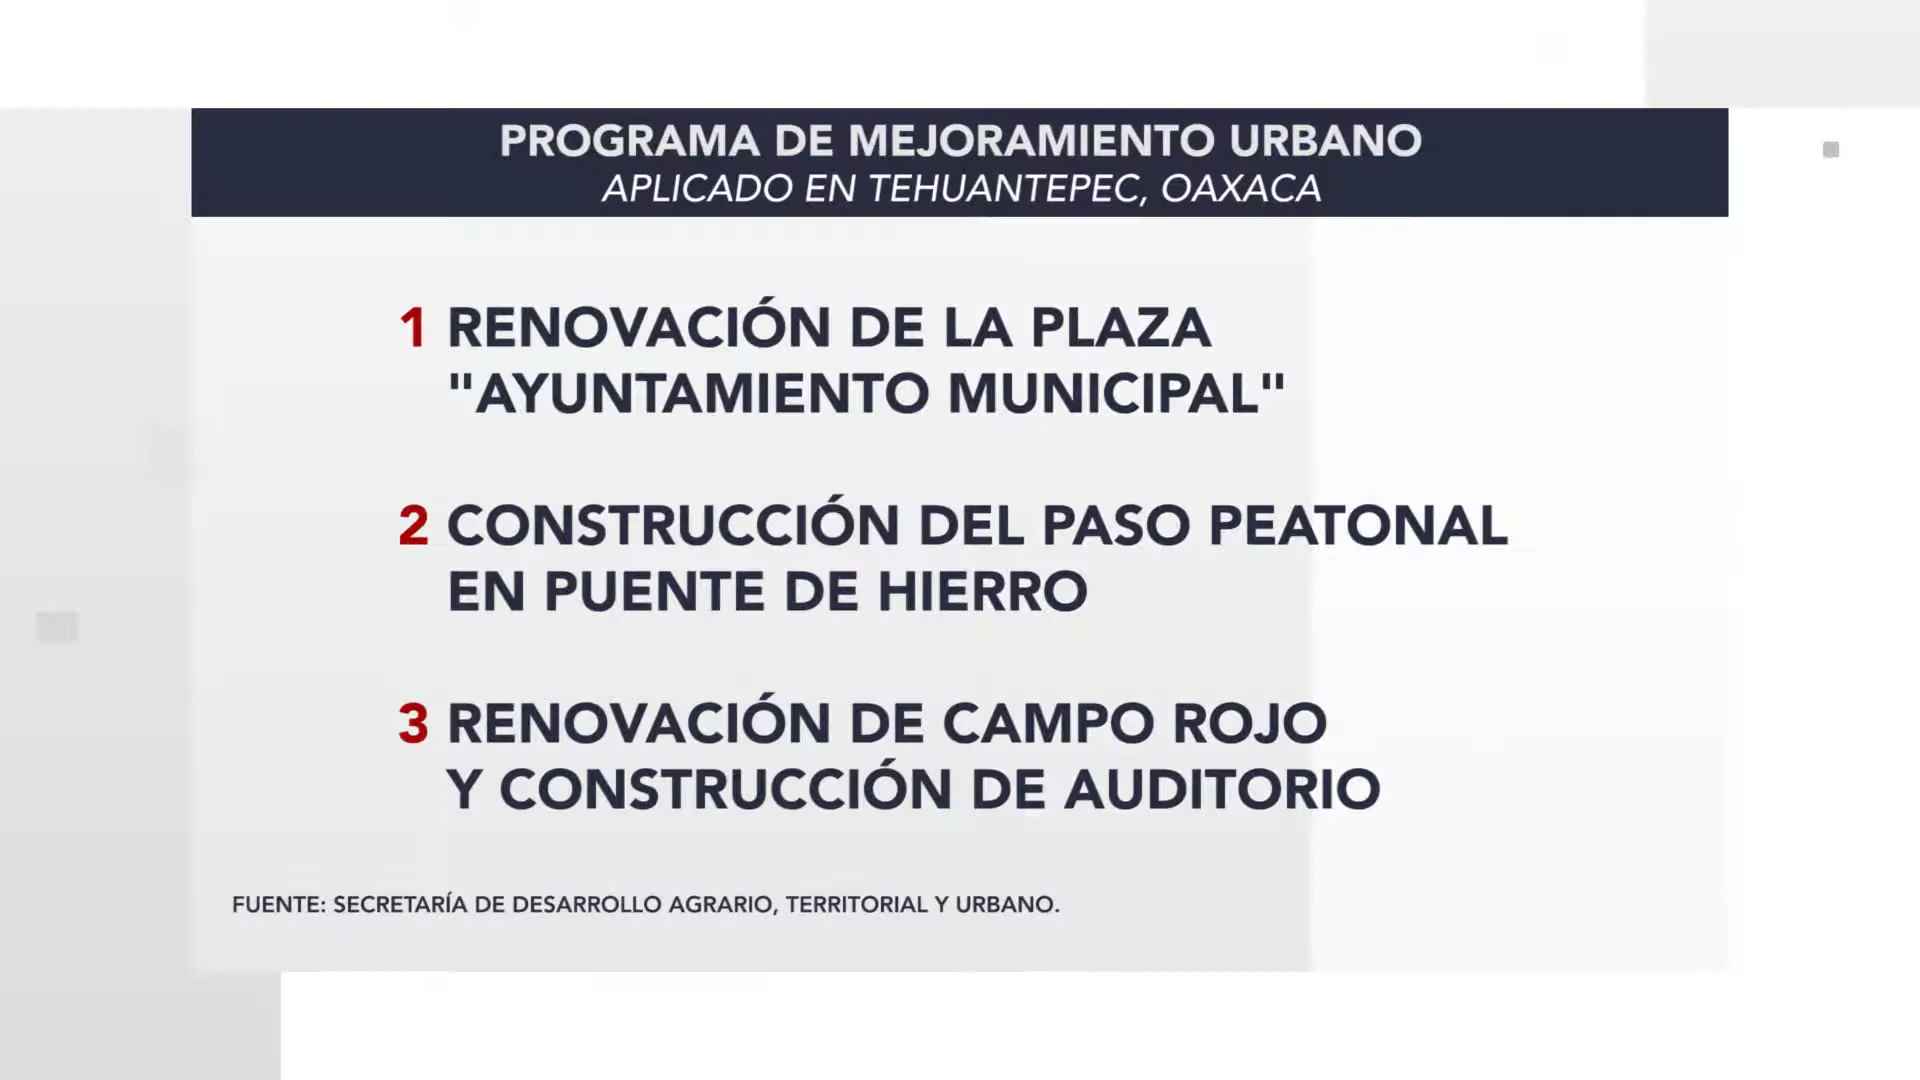 PROGRAMA DE MEJORAMIENTO URBANO
APLICADO EN TEHUANTEPEC, OAXACA
1 RENOVACIÓN DE LA PLAZA
"AYUNTAMIENTO MUNICIPAL"
2 CONSTRUCCIÓN DEL PASO PEATONAL
EN PUENTE DE HIERRO
3 RENOVACIÓN DE CAMPO ROJO
Y CONSTRUCCIÓN DE AUDITORIO
FUENTE: SECRETARÍA DE DESARROLLO AGRARIO, TERRITORIAL Y URBANO.